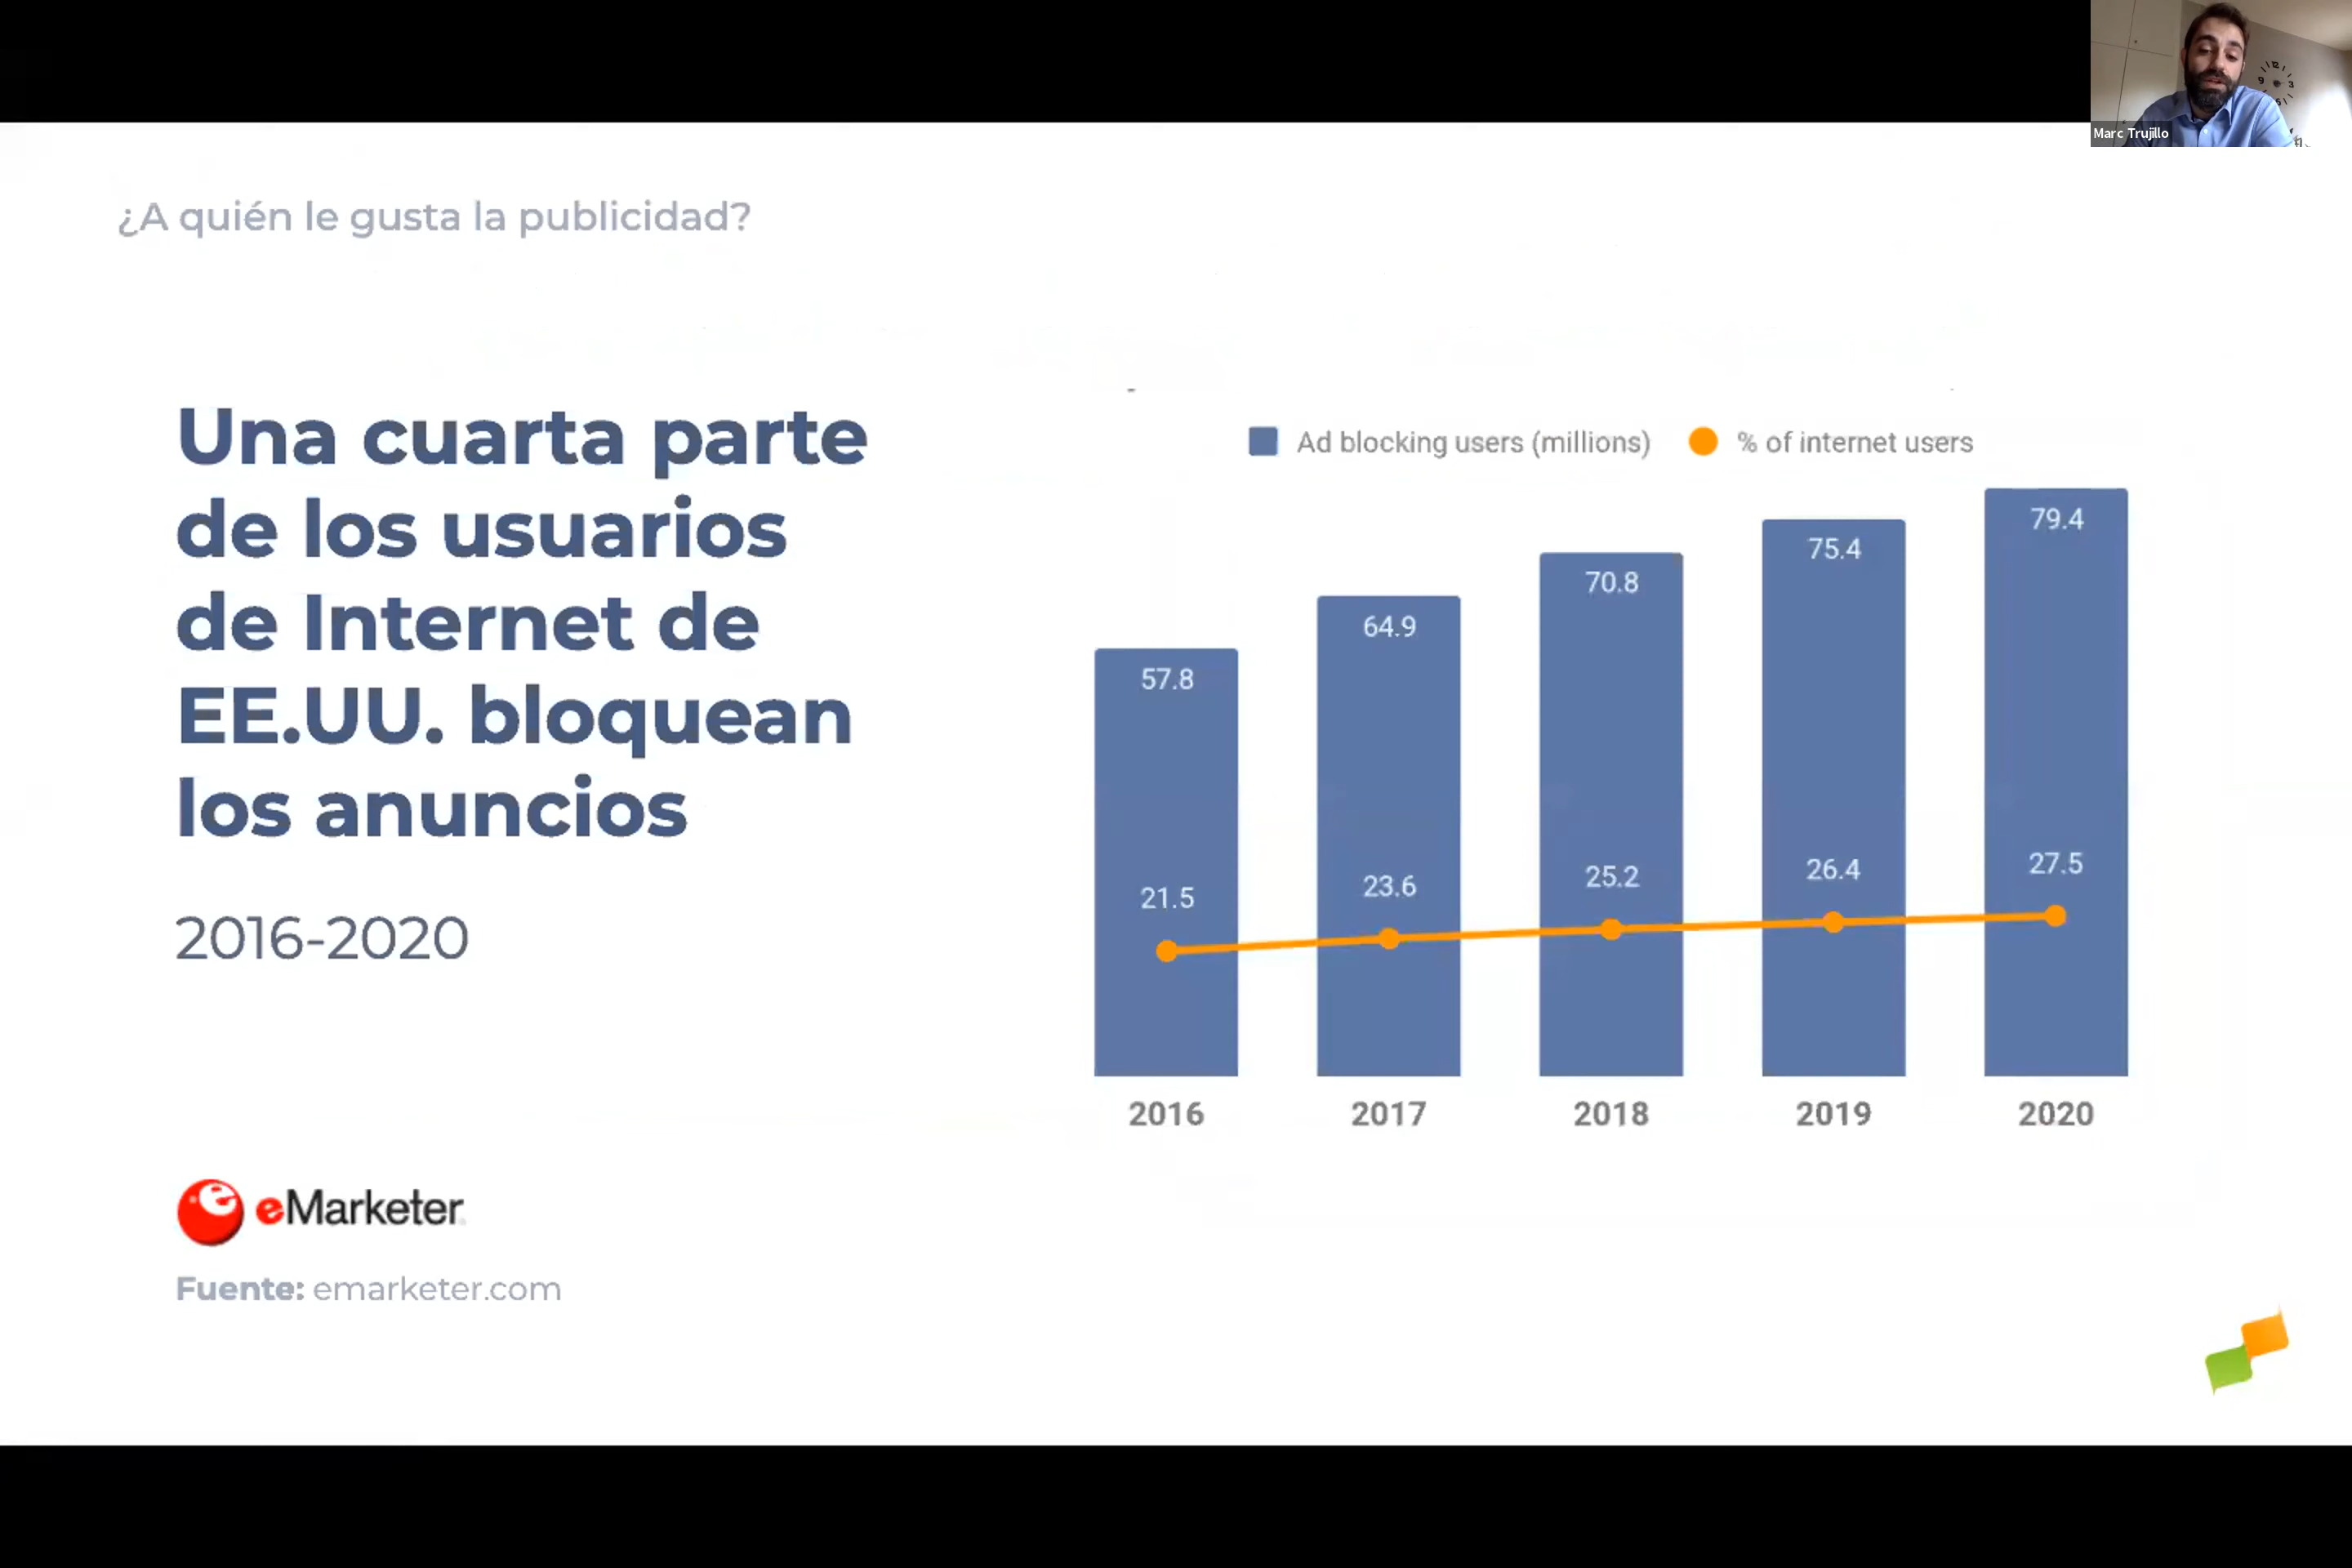 Marc Trujillo
¿A quién le gusta la publicidad?
Una cuarta parte
de los usuarios
de Internet de
EE.UU. bloquean
los anuncios
2016-2020
eMarketer
Fuente: emarketer.com
Ad blocking users (millions) % of internet users
57.8
64.9
70.8
75.4
79.4
21.5
23.6
25.2
26.4
27.5
2016 2017 2018 2019 2020